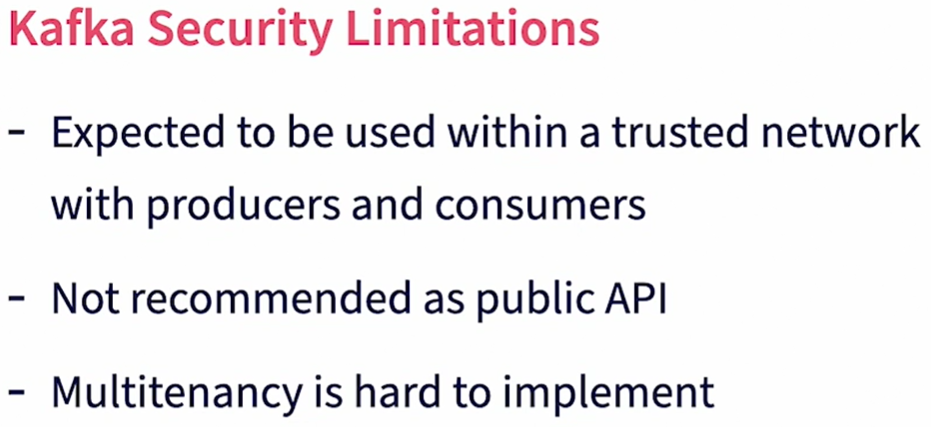 Kafka Security Limitations
- Expected to be used within a trusted network
with producers and consumers
- Not recommended as public API
- Multitenancy is hard to implement